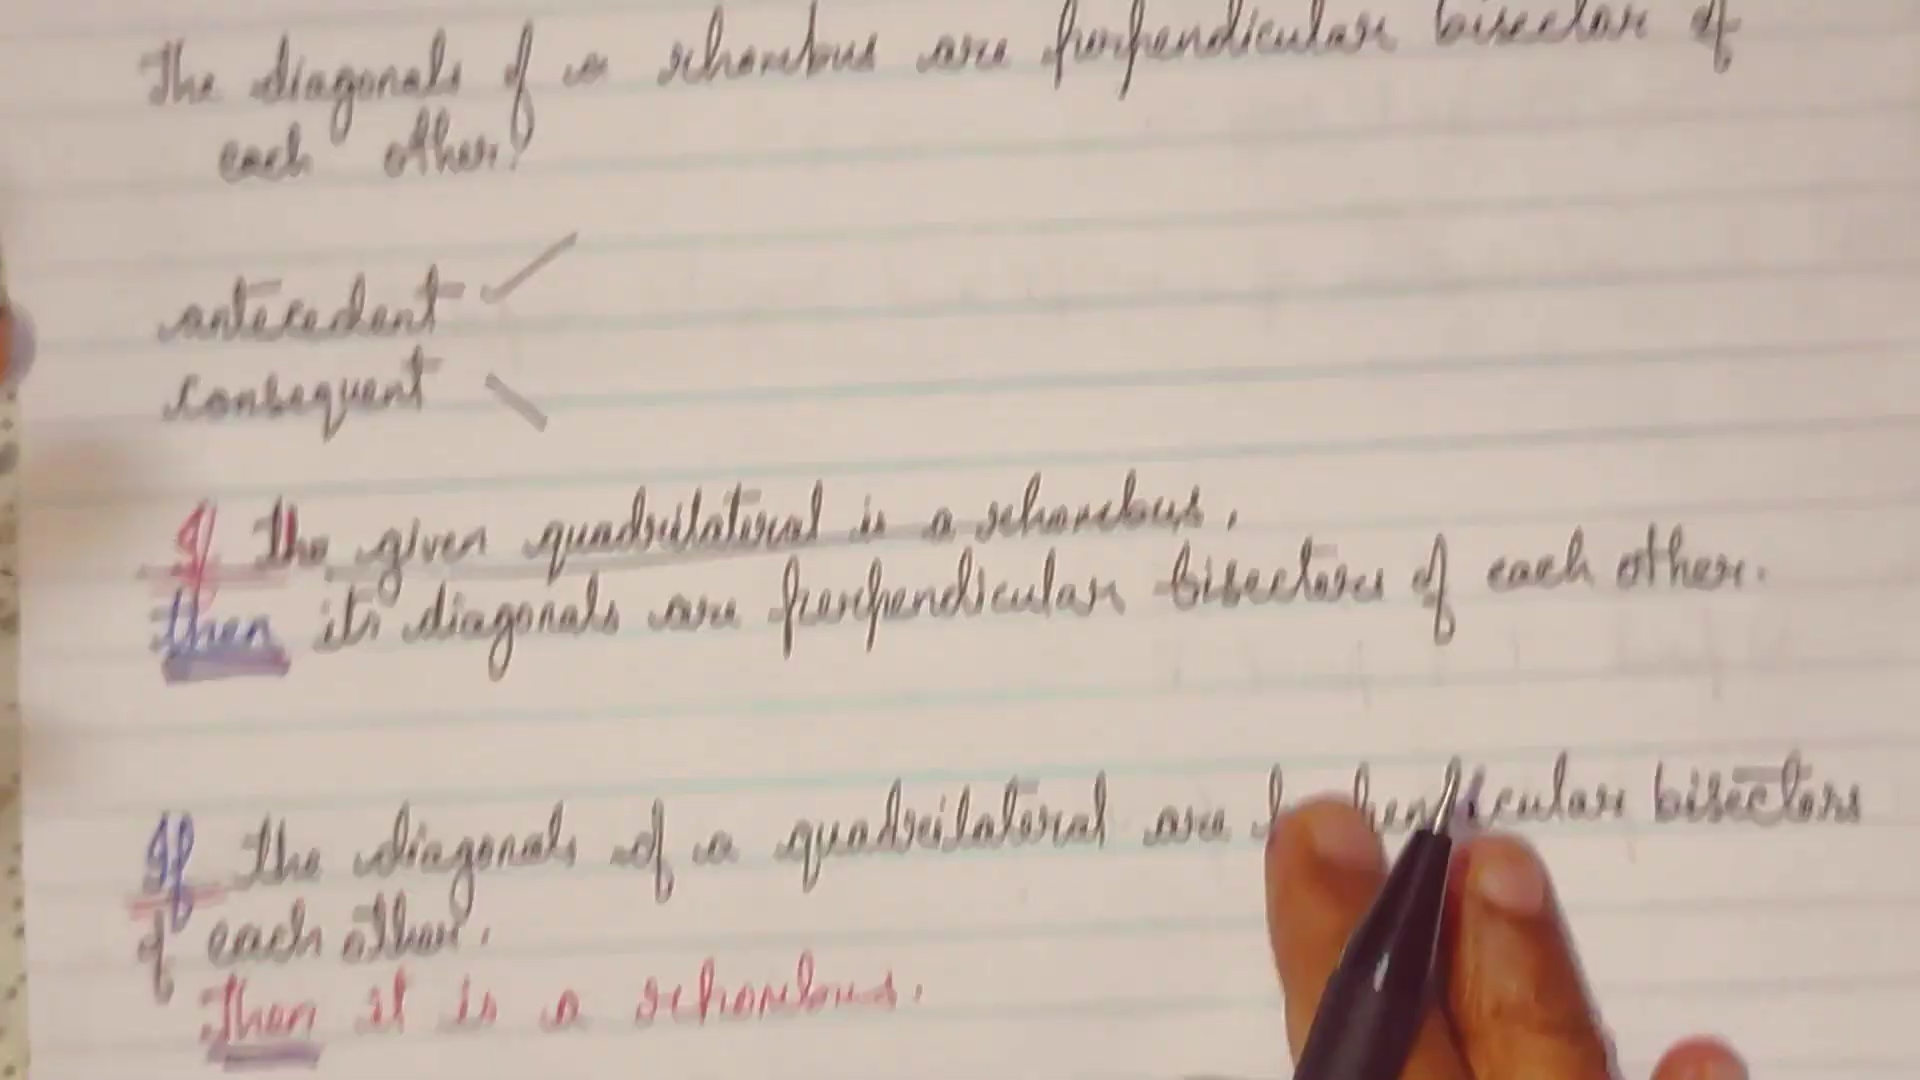 The diagonals of a rhombus are perpendicular bisector of
each other.
antecedent
consequent
If the given quadrilateral is a rhombus,
then its diagonals are perpendicular bisectors of each other.
If the diagonals of a quadrilateral are perpendicular bisectors
of each other,
Then it is a rhombus.